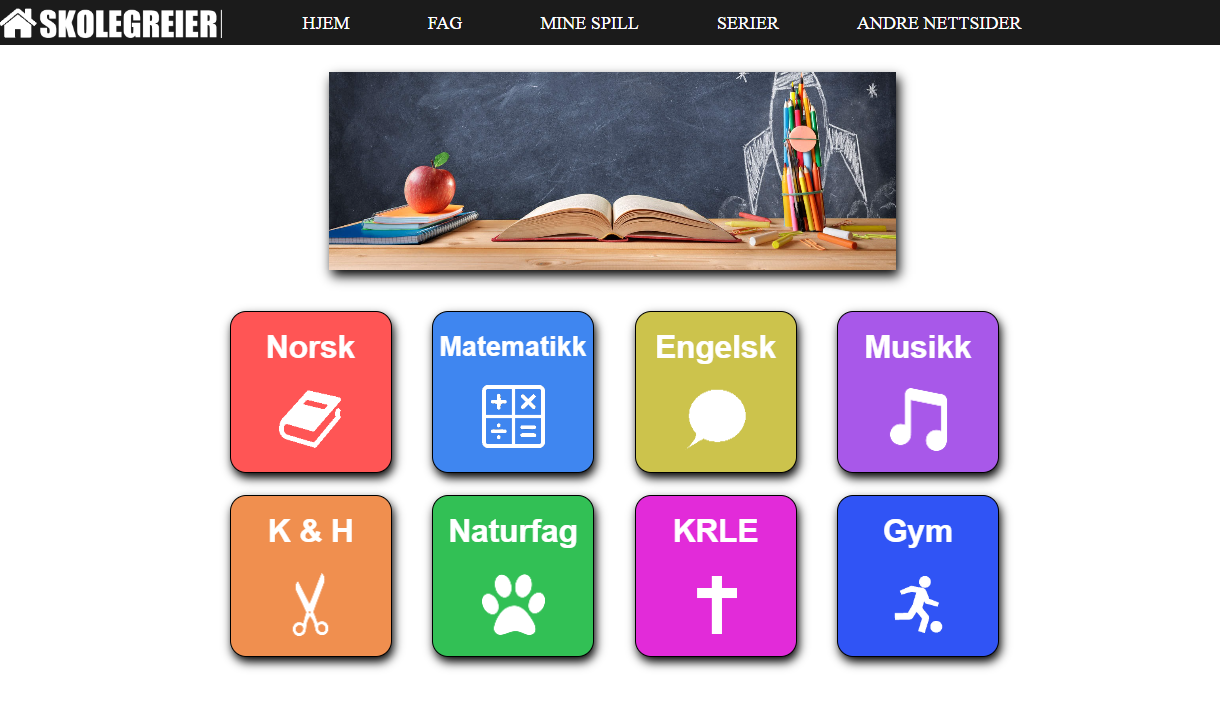 SKOLEGREIER
HJEM
FAG
MINE SPILL
SERIER
ANDRE NETTSIDER
Norsk
Matematikk
Engelsk
Musikk
K & H
Naturfag
KRLE
Gym